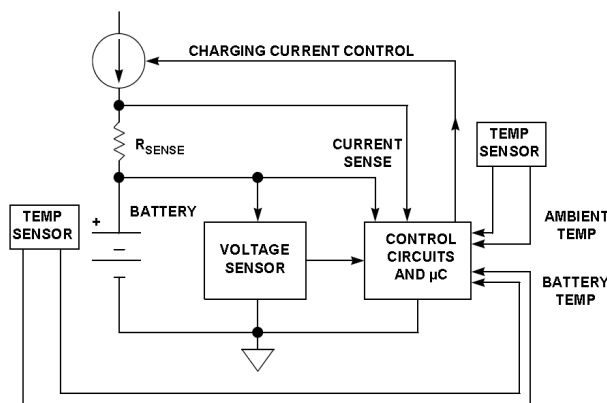 CHARGING CURRENT CONTROL
RSENSE
CURRENT
SENSE
TEMP
SENSOR
TEMP
SENSOR
+
BATTERY
VOLTAGE
SENSOR
CONTROL
CIRCUITS
AND µC
AMBIENT
TEMP
BATTERY
TEMP